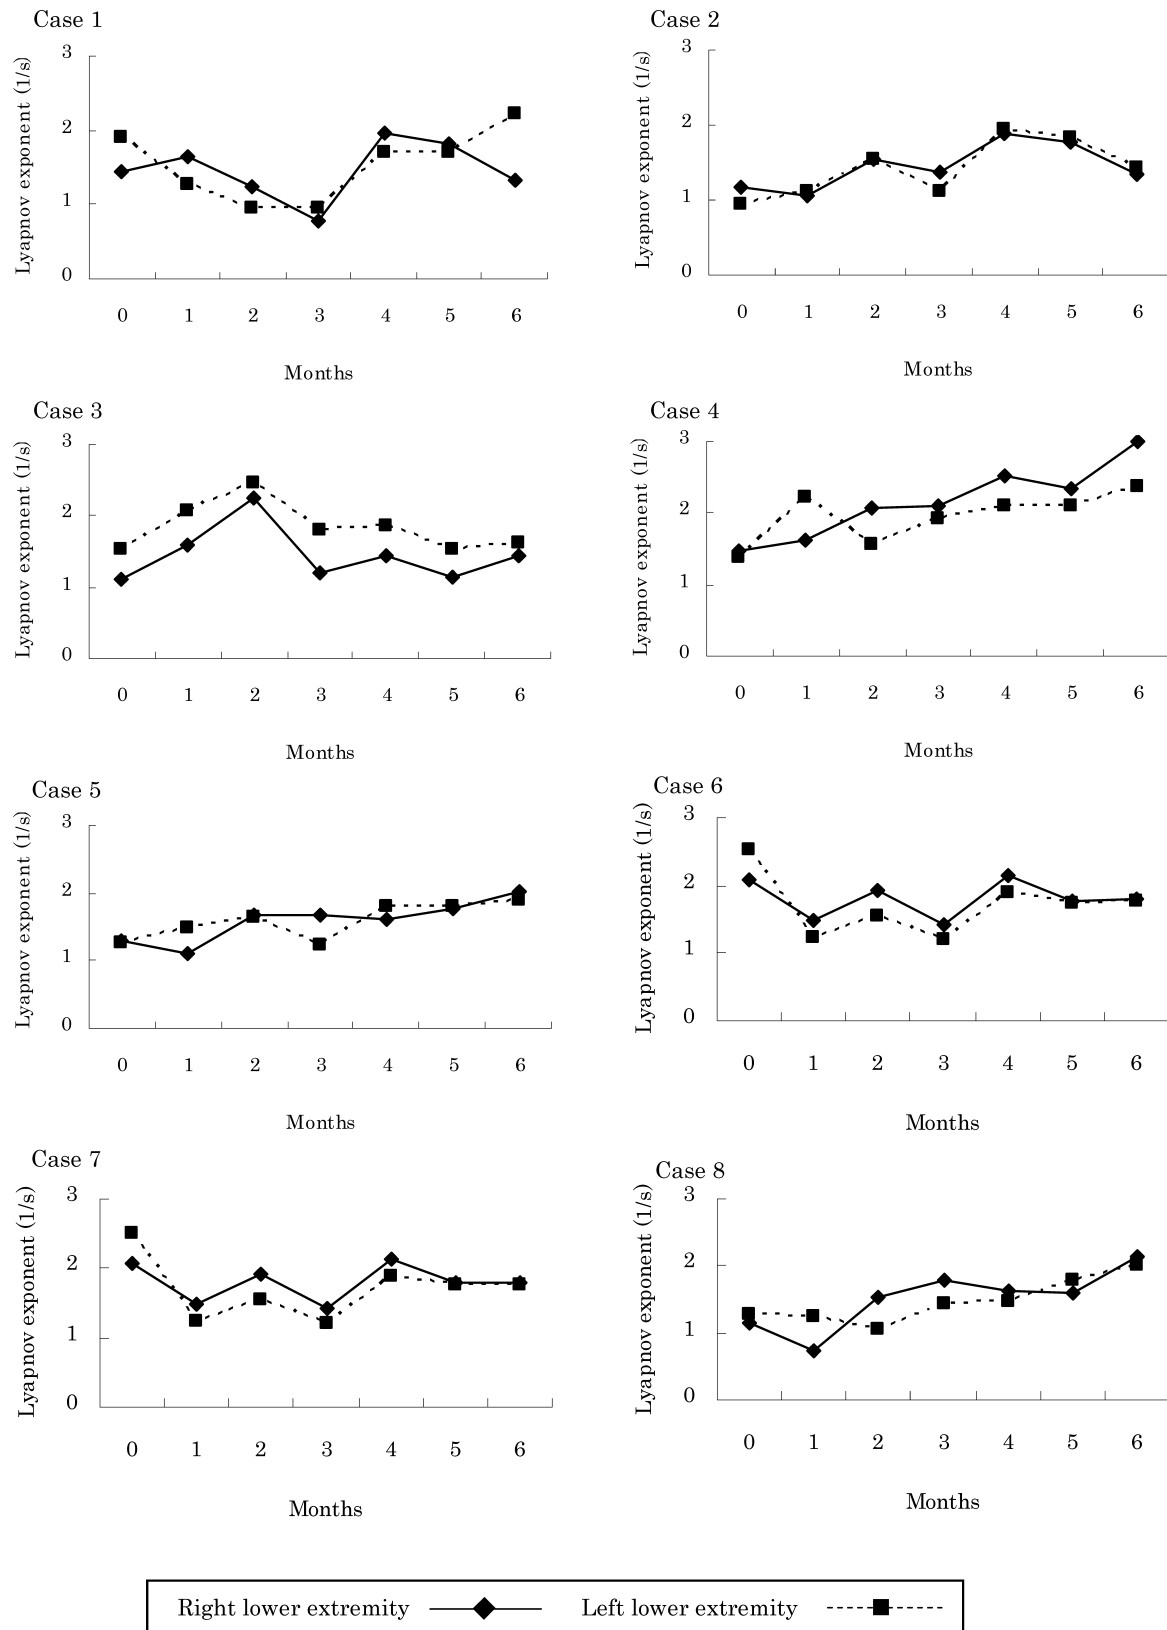 Case 1
Lyapnov exponent (1/s)
3
2
1
0
0 1 2 3 4 5 6
Months
Case 2
Lyapnov exponent (1/s)
3
2
1
0
0 1 2 3 4 5 6
Months
Case 3
Lyapnov exponent (1/s)
3
2
1
0
0 1 2 3 4 5 6
Months
Case 4
Lyapnov exponent (1/s)
3
2
1
0
0 1 2 3 4 5 6
Months
Case 5
Lyapnov exponent (1/s)
3
2
1
0
0 1 2 3 4 5 6
Months
Case 6
Lyapnov exponent (1/s)
3
2
1
0
0 1 2 3 4 5 6
Months
Case 7
Lyapnov exponent (1/s)
3
2
1
0
0 1 2 3 4 5 6
Months
Case 8
Lyapnov exponent (1/s)
3
2
1
0
0 1 2 3 4 5 6
Months
Right lower extremity Left lower extremity